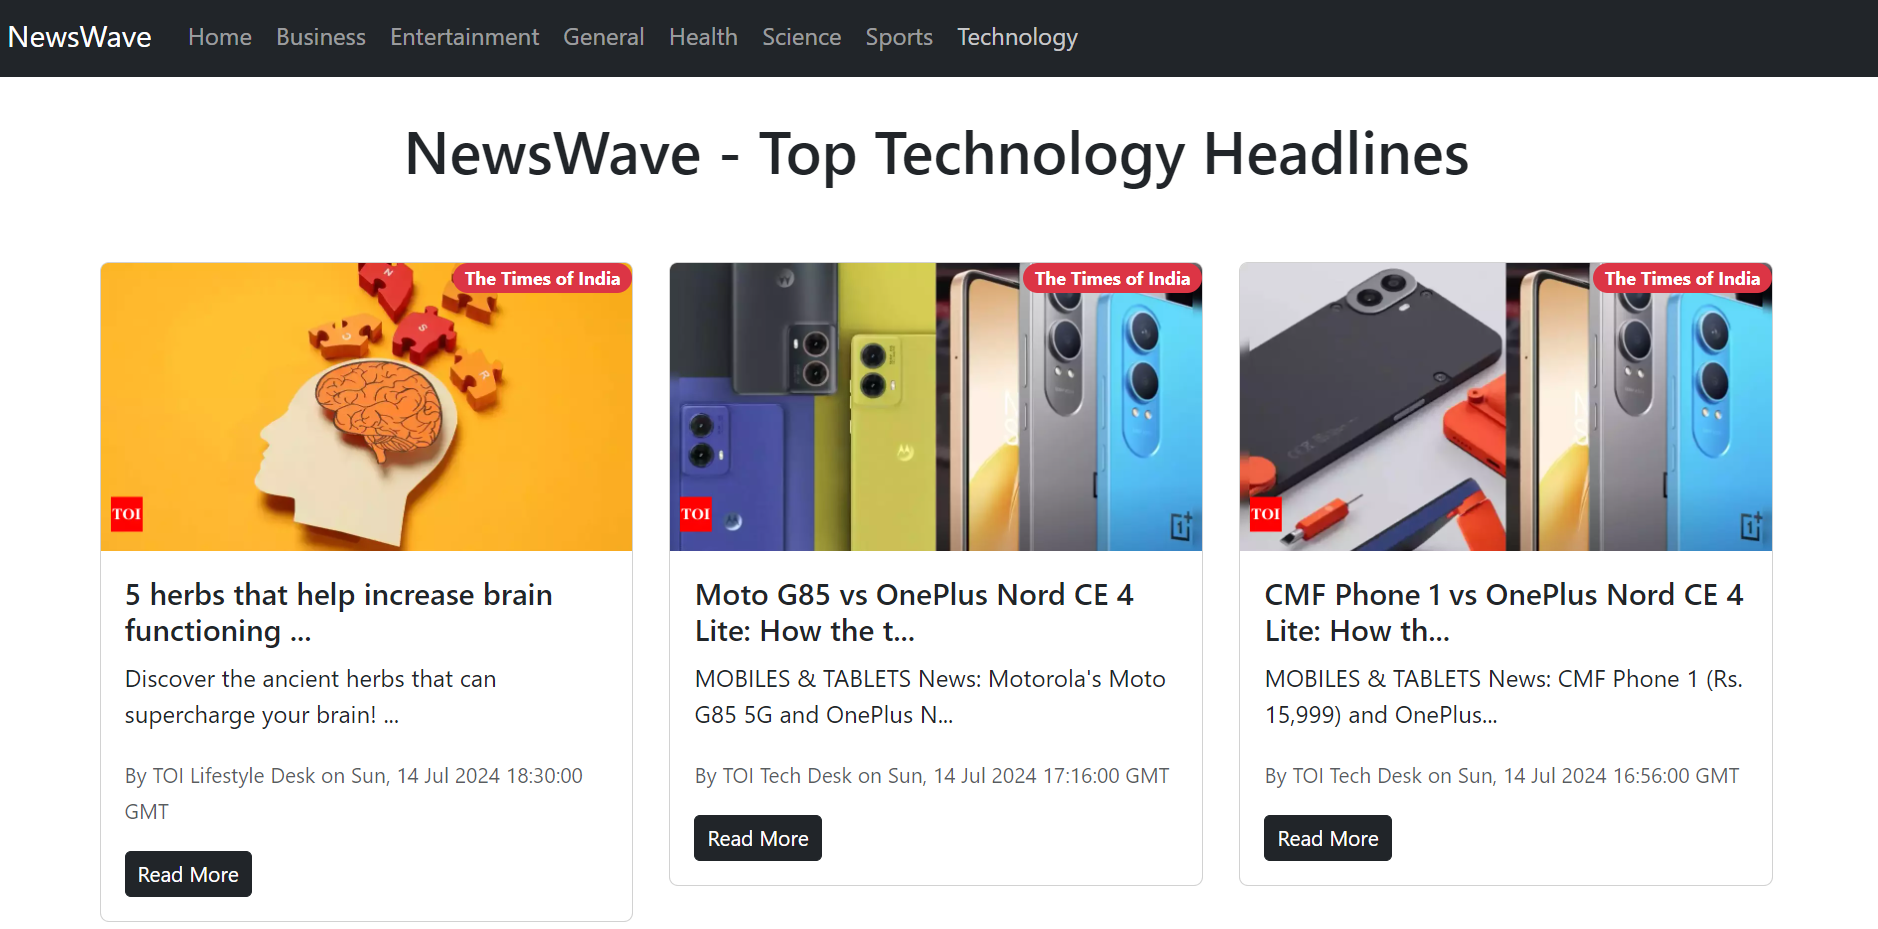 NewsWave Home Business Entertainment General Health Science Sports Technology
NewsWave - Top Technology Headlines
The Times of India
N
S
R
TOI
5 herbs that help increase brain
functioning ...
Discover the ancient herbs that can
supercharge your brain! ...
By TOI Lifestyle Desk on Sun, 14 Jul 2024 18:30:00
GMT
Read More
The Times of India
TOI
Moto G85 vs OnePlus Nord CE 4
Lite: How the t...
MOBILES & TABLETS News: Motorola's Moto
G85 5G and OnePlus N...
By TOI Tech Desk on Sun, 14 Jul 2024 17:16:00 GMT
Read More
The Times of India
TOI
CMF Phone 1 vs OnePlus Nord CE 4
Lite: How th...
MOBILES & TABLETS News: CMF Phone 1 (Rs.
15,999) and OnePlus...
By TOI Tech Desk on Sun, 14 Jul 2024 16:56:00 GMT
Read More